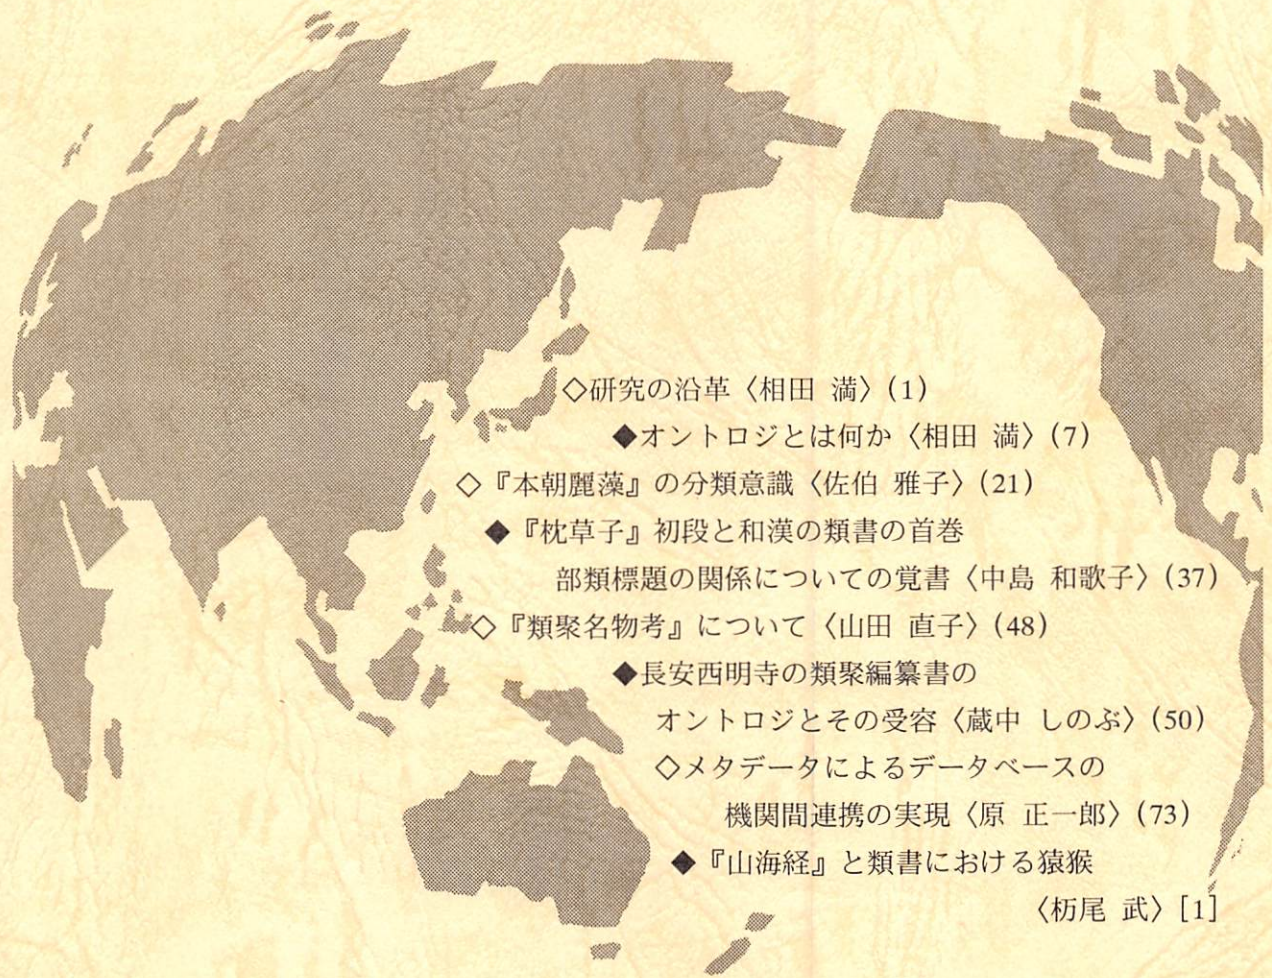 ◇研究の沿革〈相田 満〉(1)
◆オントロジとは何か〈相田 満〉(7)
◇『本朝麗藻』の分類意識〈佐伯 雅子〉(21)
◆『枕草子』初段と和漢の類書の首巻
部類標題の関係についての覚書〈中島 和歌子〉(37)
◇『類聚名物考』について〈山田 直子〉(48)
◆長安西明寺の類聚編纂書の
オントロジとその受容〈蔵中 しのぶ〉(50)
◇メタデータによるデータベースの
機関間連携の実現〈原 正一郎〉(73)
◆『山海経』と類書における猿猴
〈栃尾 武〉[1]